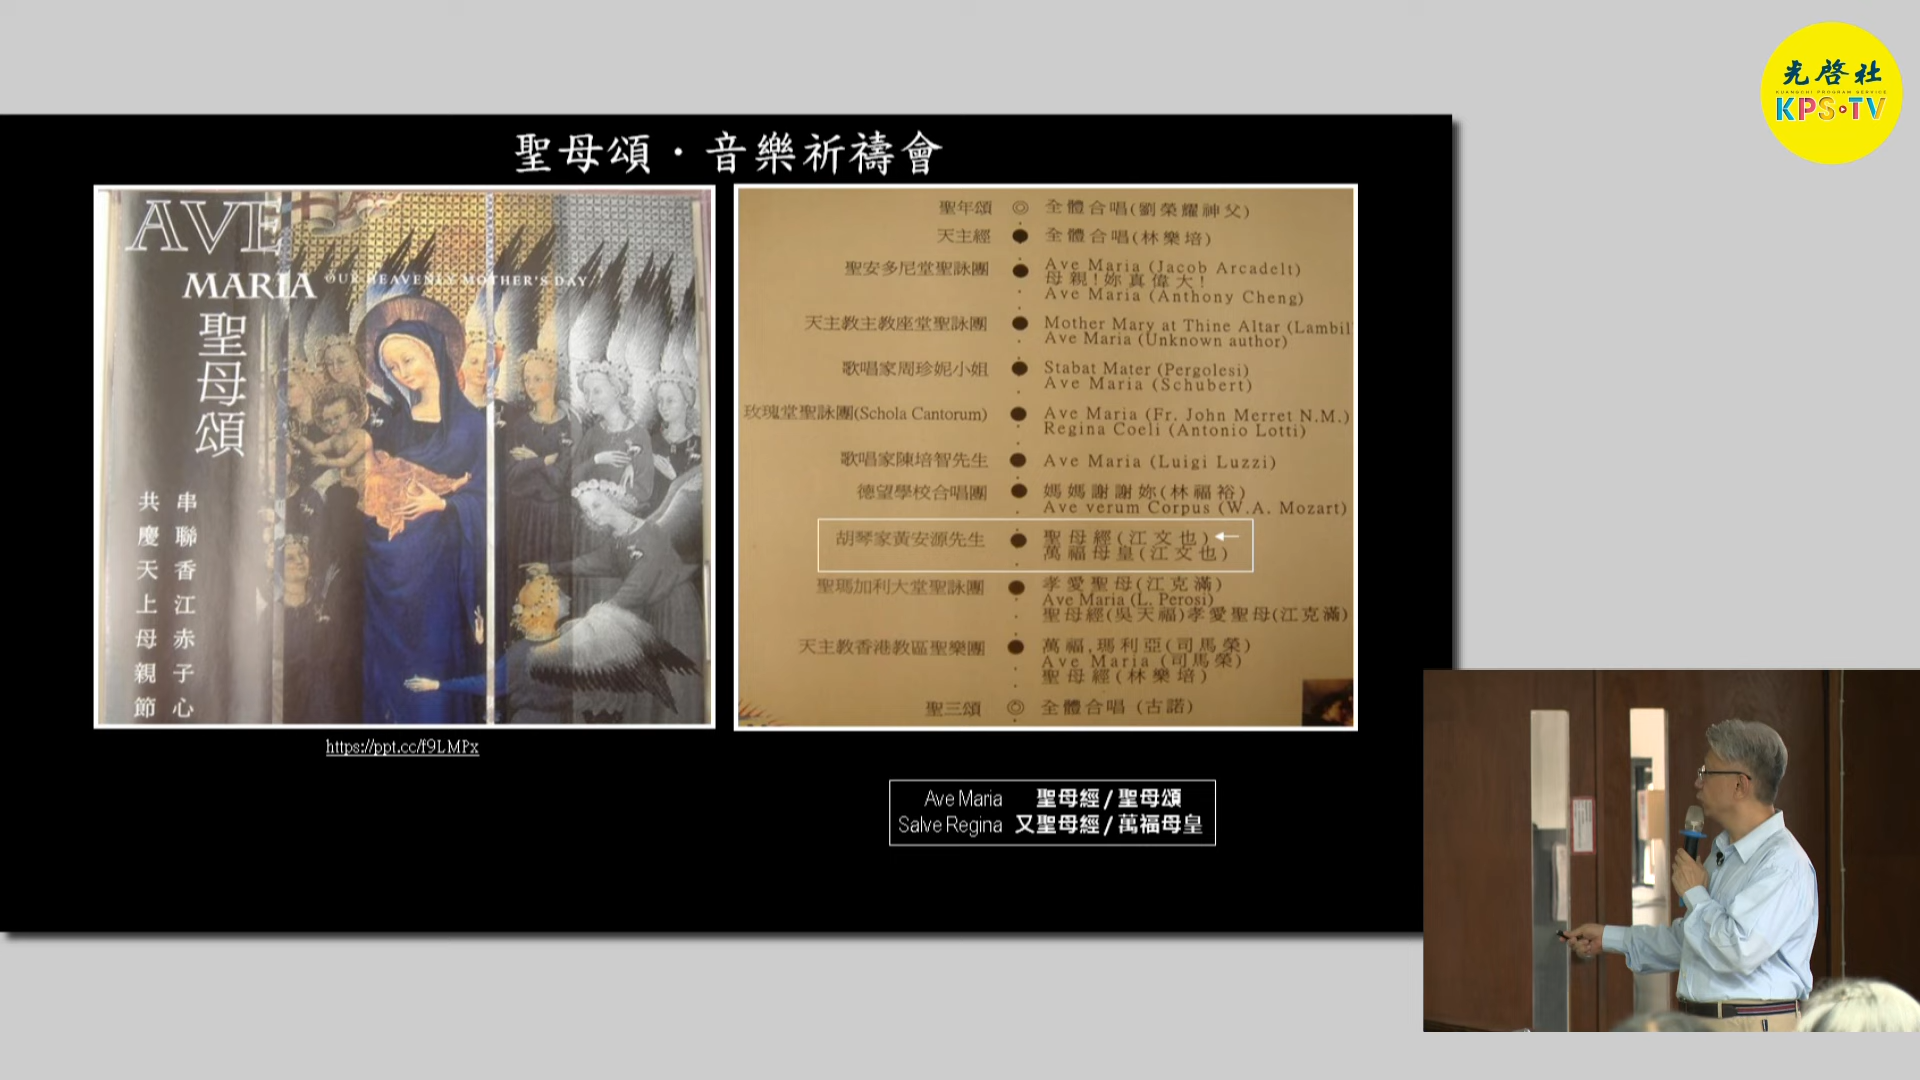 光啓社
KUANGCHI PROGRAM SERVICE
KPS TV
聖母頌・音樂祈禱會
AVE
MARIA OUR HEAVENLY MOTHER'S DAY
聖母頌
串聯香江赤子心
共慶天上母親節
https://ppt.cc/f9LMPx
聖年頌 ◎ 全體合唱(劉榮耀神父)
天主經 ● 全體合唱(林樂培)
聖安多尼堂聖詠團 ● Ave Maria (Jacob Arcadelt)
母親!妳真偉大!
Ave Maria (Anthony Cheng)
天主教主教座堂聖詠團 ● Mother Mary at Thine Altar (Lambil
Ave Maria (Unknown author)
歌唱家周珍妮小姐 ● Stabat Mater (Pergolesi)
Ave Maria (Schubert)
玫瑰堂聖詠團(Schola Cantorum) ● Ave Maria (Fr. John Merret N.M.)
Regina Coeli (Antonio Lotti)
歌唱家陳培智先生 ● Ave Maria (Luigi Luzzi)
德望學校合唱團 ● 媽媽謝謝妳(林福裕)
Ave verum Corpus (W.A. Mozart)
胡琴家黃安源先生 ● 聖母經(江文也)
萬福母皇(江文也)
聖瑪加利大堂聖詠團 ● 孝愛聖母(江克滿)
Ave Maria (L. Perosi)
聖母經(吳天福)孝愛聖母(江克滿)
天主教香港教區聖樂團 ● 萬福,瑪利亞(司馬榮)
Ave Maria (司馬榮)
聖母經(林樂培)
聖三頌 ◎ 全體合唱 (古諾)
Ave Maria 聖母經 / 聖母頌
Salve Regina 又聖母經 / 萬福母皇